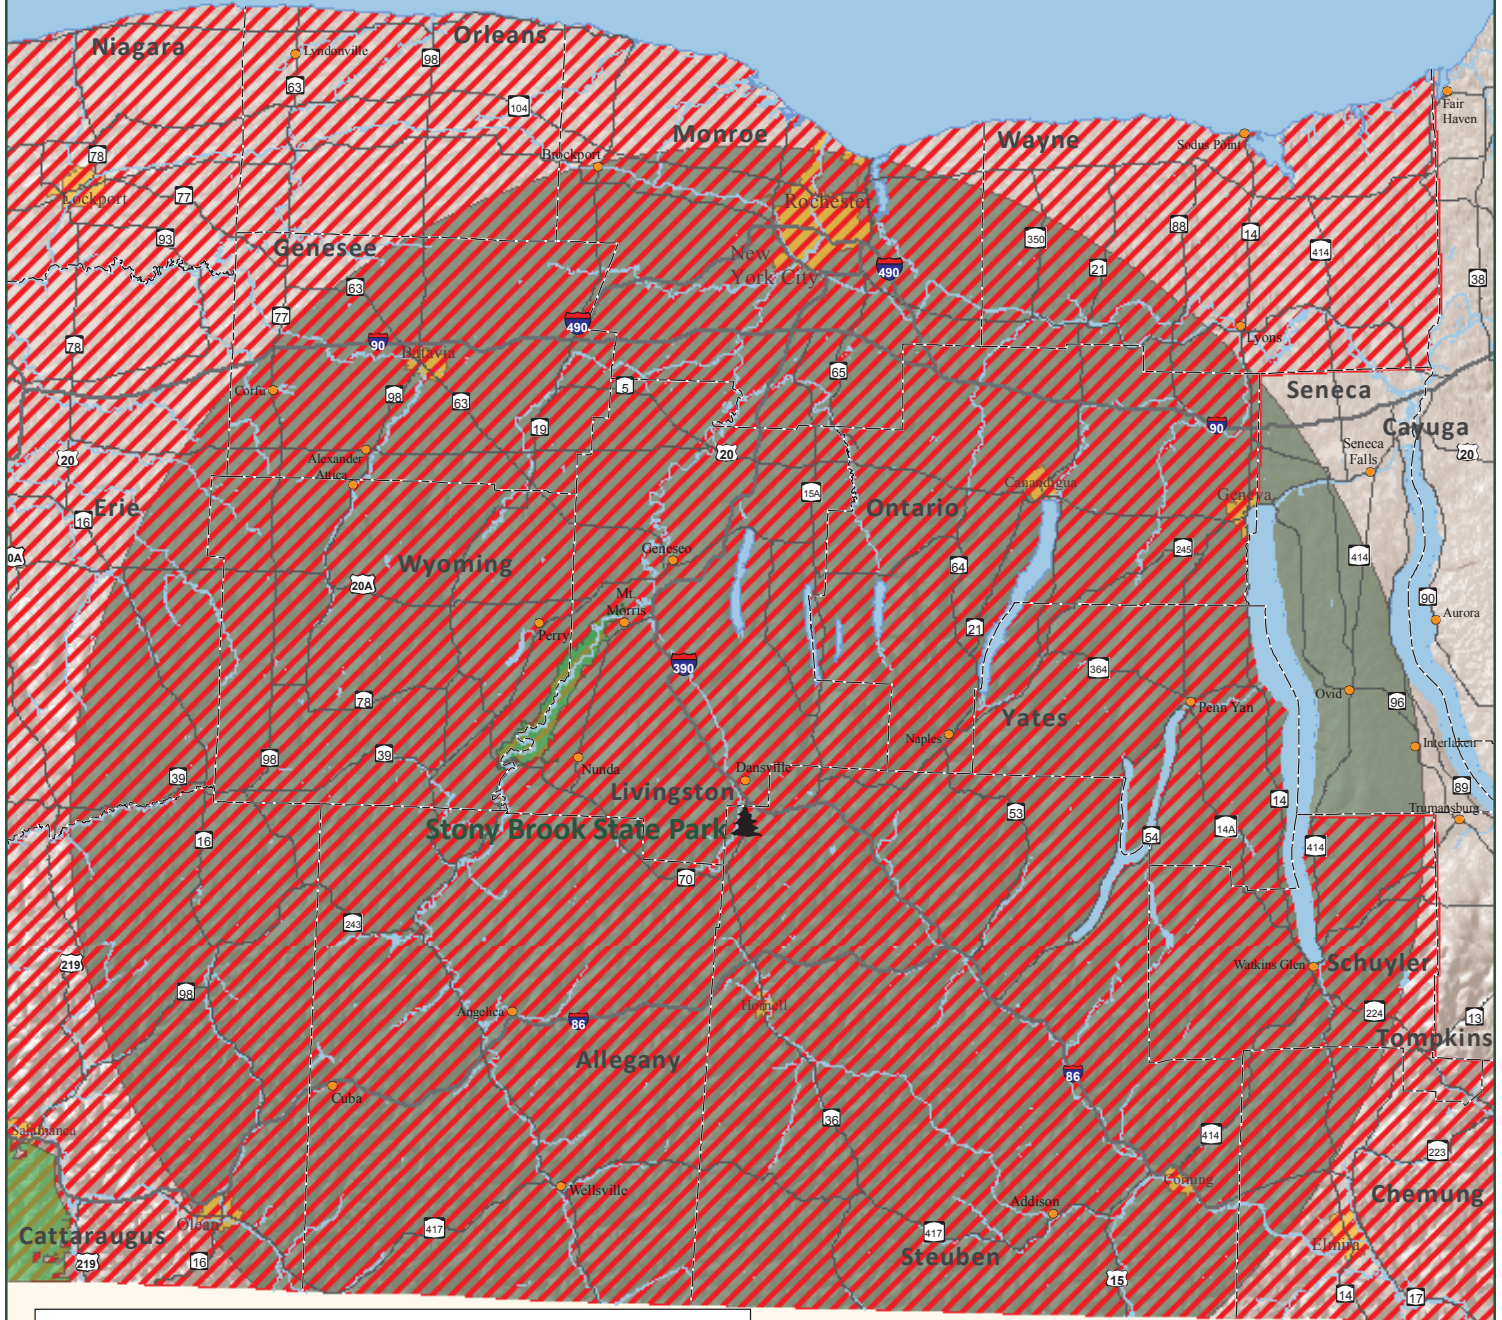 Orleans
Niagara
Lyndonville
98
63
Fair
Haven
104
Monroe
Wayne
Sodus Point
78
Brockport
Lockport
77
Rochester
88
14
93
350
414
Genesee
New
York City
490
21
38
63
77
490
78
90
Lyons
Batavia
65
Corfu
98
63
5
Seneca
19
90
Cayuga
Seneca
Falls
20
20
20
Alexander
Attica
15A
Canandigua
Geneva
Erie
16
Ontario
Geneseo
245
414
0A
Wyoming
64
20A
Mt.
Morris
90
Aurora
Perry
21
390
364
Ovid
78
Penn Yan
96
Yates
Naples
Interlaken
98
39
Nunda
Dansville
39
Livingston
89
14
53
Trumansburg
Stony Brook State Park
14A
16
54
414
70
243
219
Watkins Glen
Schuyler
98
Hornell
Angelica
86
224
13
Tompkins
Allegany
86
Cuba
36
Salamanca
414
223
Corning
Wellsville
Chemung
Addison
Olean
417
417
Cattaraugus
Elmira
219
16
Steuben
15
14
17